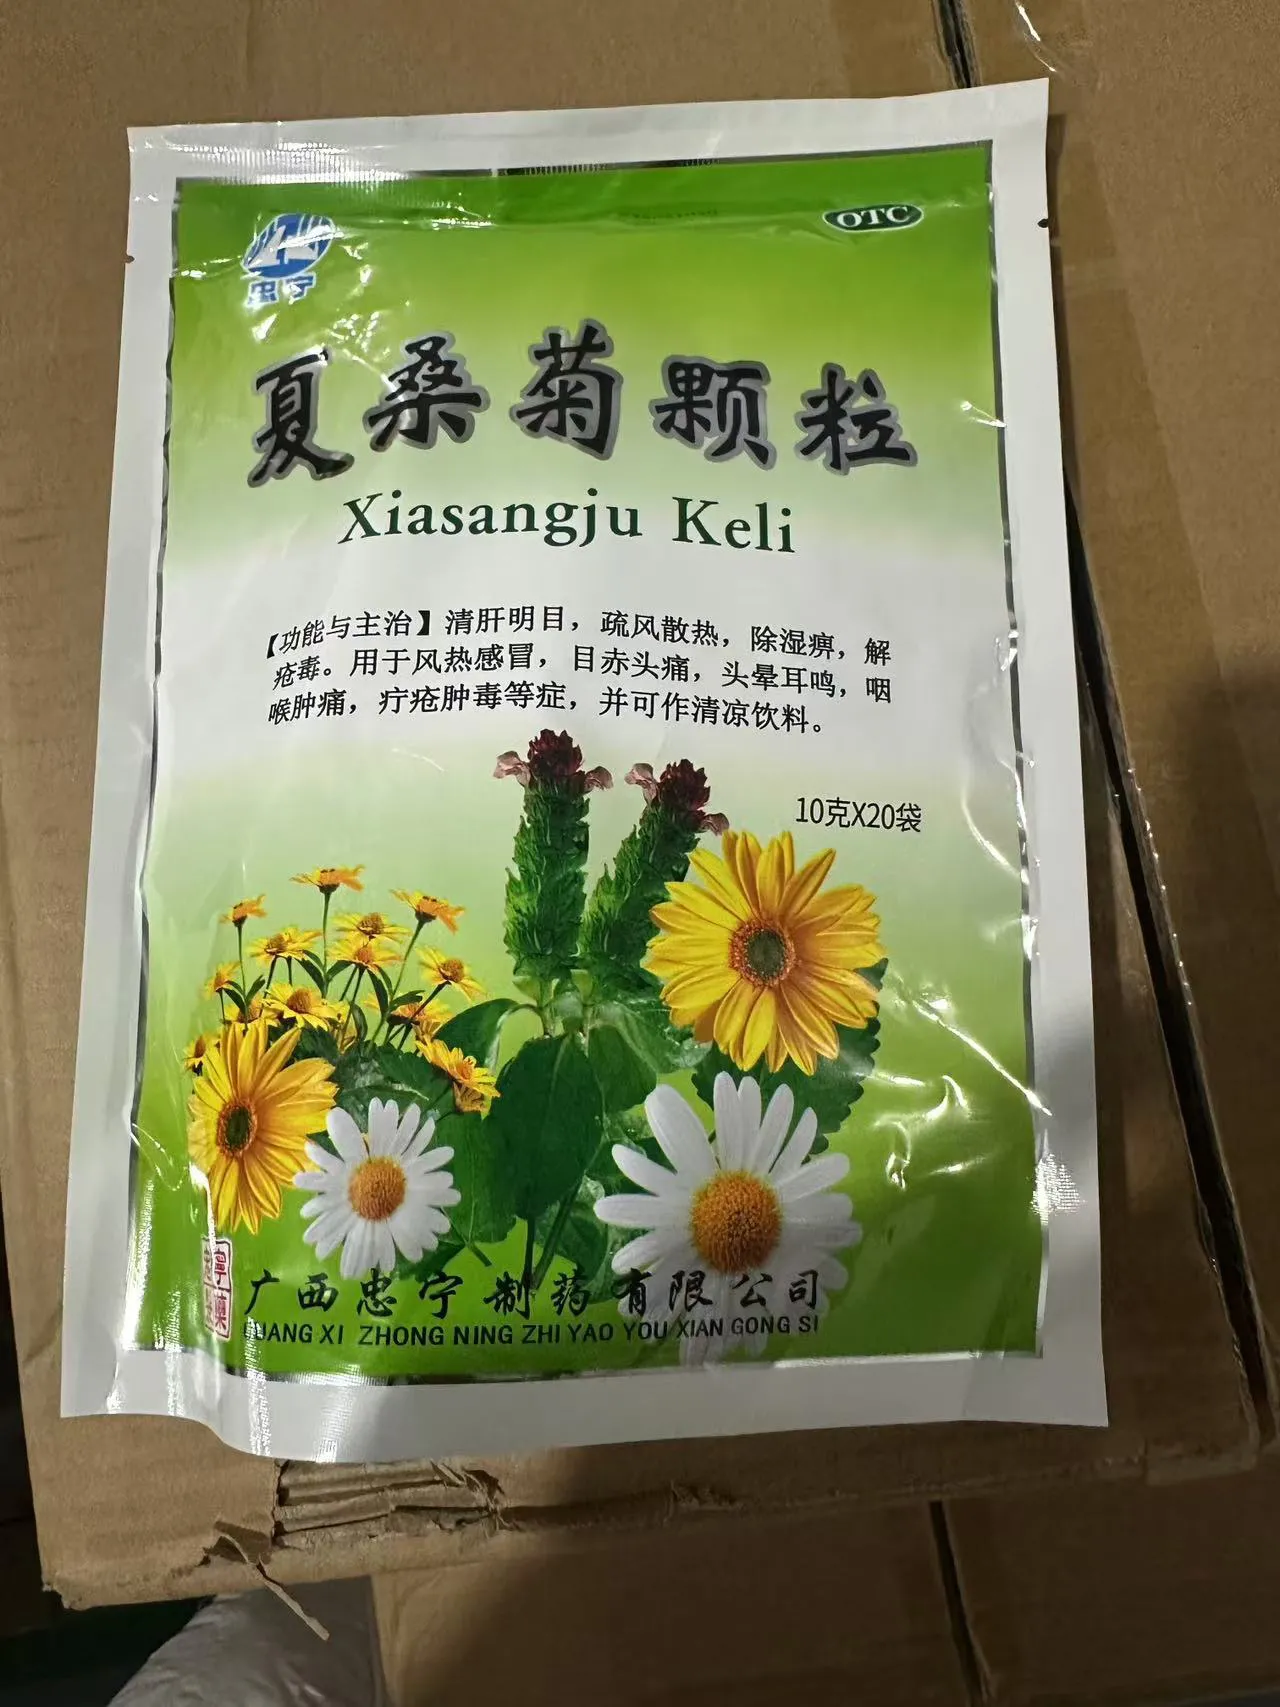 OTC
忠宁
夏桑菊颗粒
Xiasangju Keli
【功能与主治】清肝明目，疏风散热，除湿痹，解
疮毒。用于风热感冒，目赤头痛，头晕耳鸣，咽
喉肿痛，疔疮肿毒等症，并可作清凉饮料。
10克X20袋
广西忠宁制药有限公司
GUANG XI ZHONG NING ZHI YAO YOU XIAN GONG SI